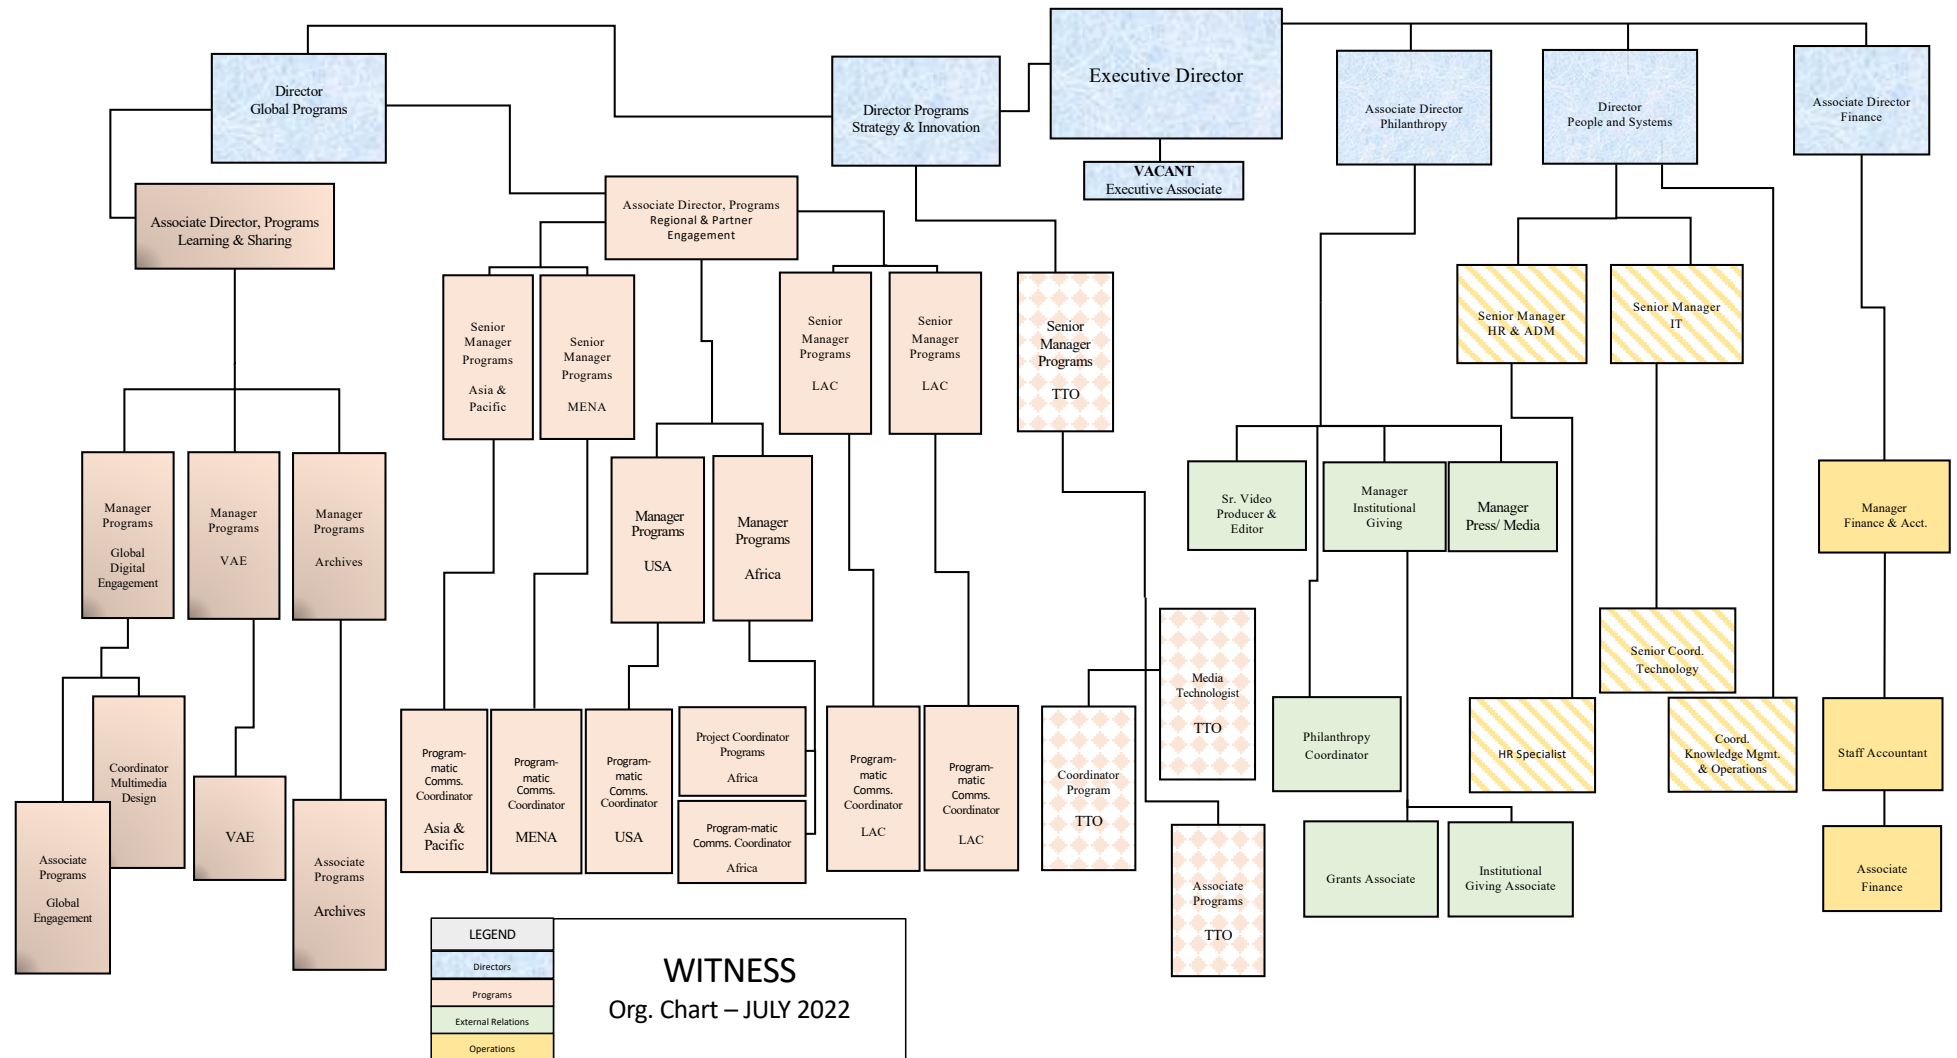 Executive Director
VACANT
Executive Associate
Director
Global Programs
Director Programs
Strategy & Innovation
Associate Director
Philanthropy
Director
People and Systems
Associate Director
Finance
Associate Director, Programs
Learning & Sharing
Associate Director, Programs
Regional & Partner
Engagement
Senior
Manager
Programs
Asia &
Pacific
Senior
Manager
Programs
MENA
Senior
Manager
Programs
LAC
Senior
Manager
Programs
LAC
Senior
Manager
Programs
TTO
Senior Manager
HR & ADM
Senior Manager
IT
Manager
Programs
Global
Digital
Engagement
Manager
Programs
VAE
Manager
Programs
Archives
Manager
Programs
USA
Manager
Programs
Africa
Sr. Video
Producer &
Editor
Manager
Institutional
Giving
Manager
Press/ Media
Manager
Finance & Acct.
Media
Technologist
TTO
Senior Coord.
Technology
Coordinator
Multimedia
Design
Associate
Programs
Global
Engagement
VAE
Associate
Programs
Archives
Program-
matic
Comms.
Coordinator
Asia &
Pacific
Program-
matic
Comms.
Coordinator
MENA
Program-
matic
Comms.
Coordinator
USA
Project Coordinator
Programs
Africa
Program-matic
Comms. Coordinator
Africa
Program-
matic
Comms.
Coordinator
LAC
Program-
matic
Comms.
Coordinator
LAC
Coordinator
Program
TTO
Associate
Programs
TTO
Philanthropy
Coordinator
HR Specialist
Coord.
Knowledge Mgmt.
& Operations
Staff Accountant
Grants Associate
Institutional
Giving Associate
Associate
Finance
LEGEND
Directors
Programs
External Relations
Operations
WITNESS
Org. Chart – JULY 2022